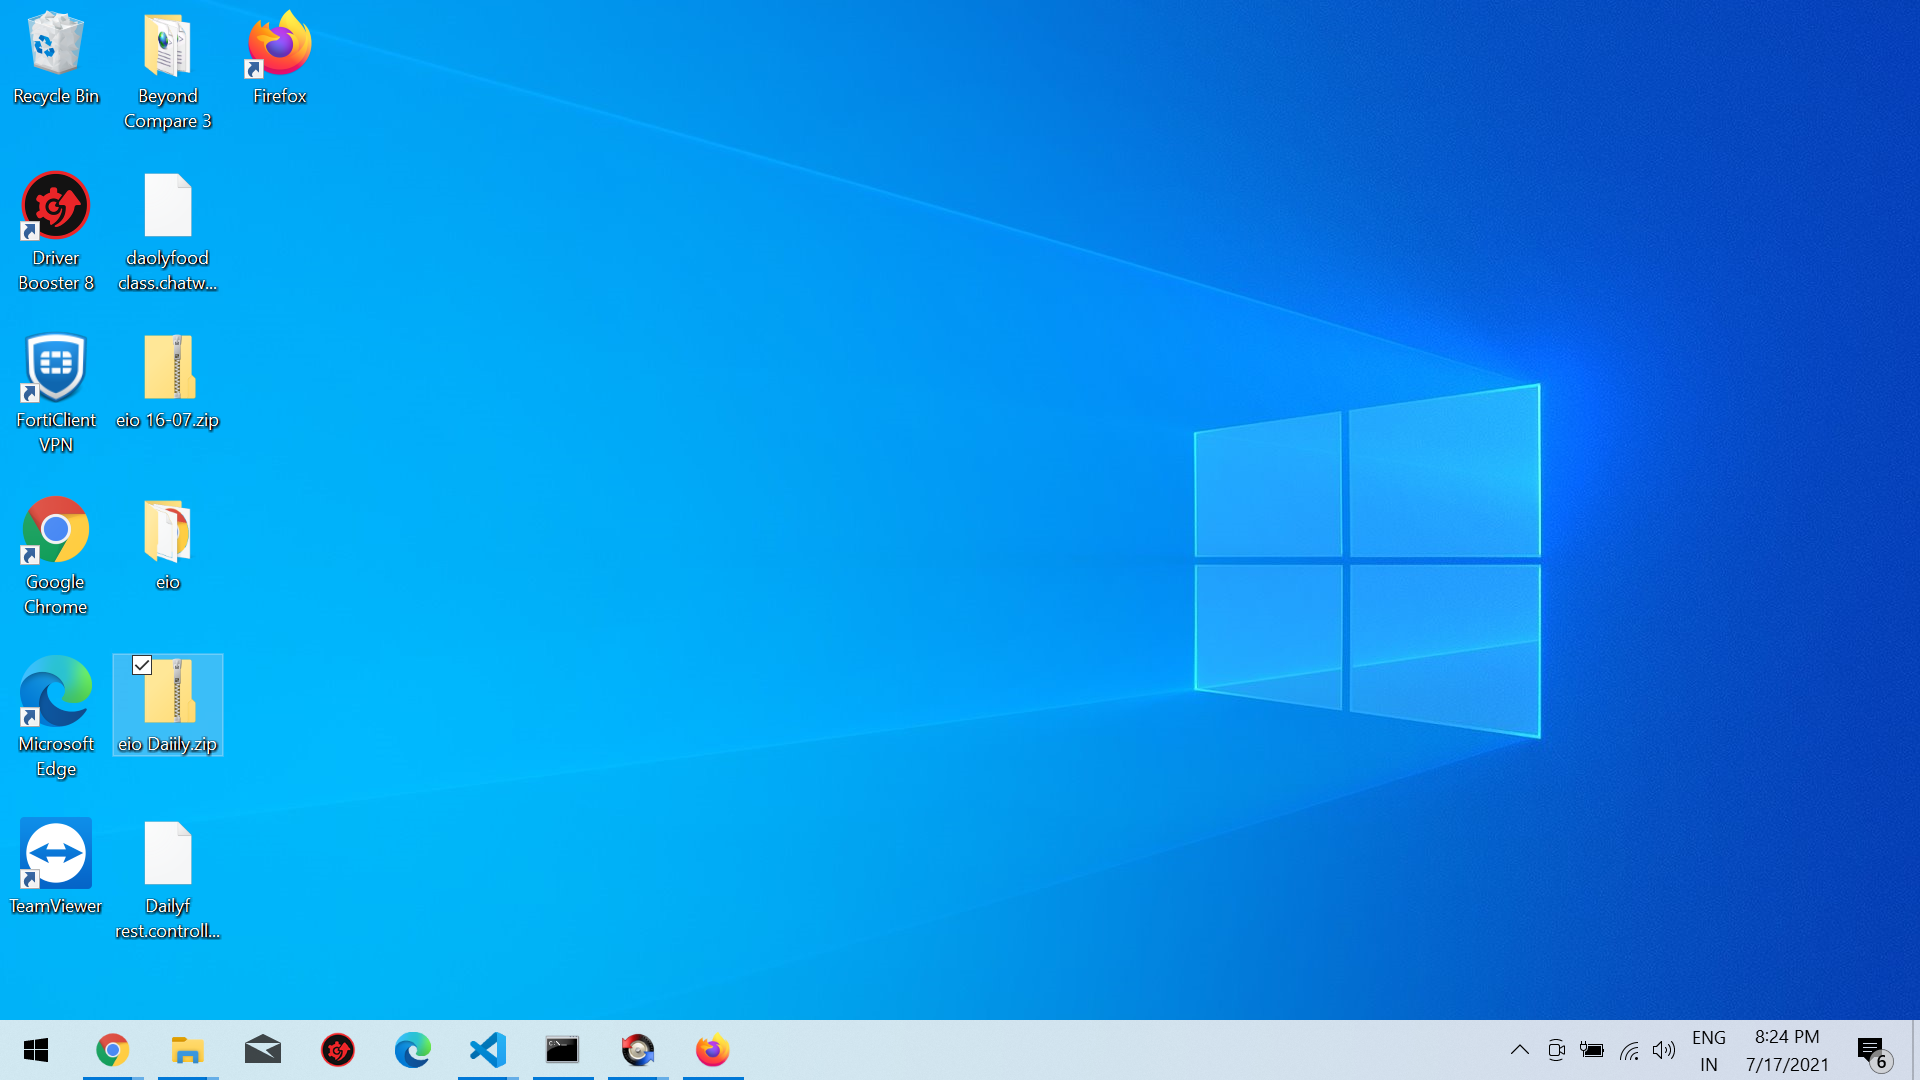 Recycle Bin
Beyond
Compare 3
Firefox
Driver
Booster 8
daolyfood
class.chatw...
FortiClient
VPN
eio 16-07.zip
Google
Chrome
eio
Microsoft
Edge
eio Daiily.zip
TeamViewer
Dailyf
rest.controll...
ENG
IN
8:24 PM
7/17/2021
6